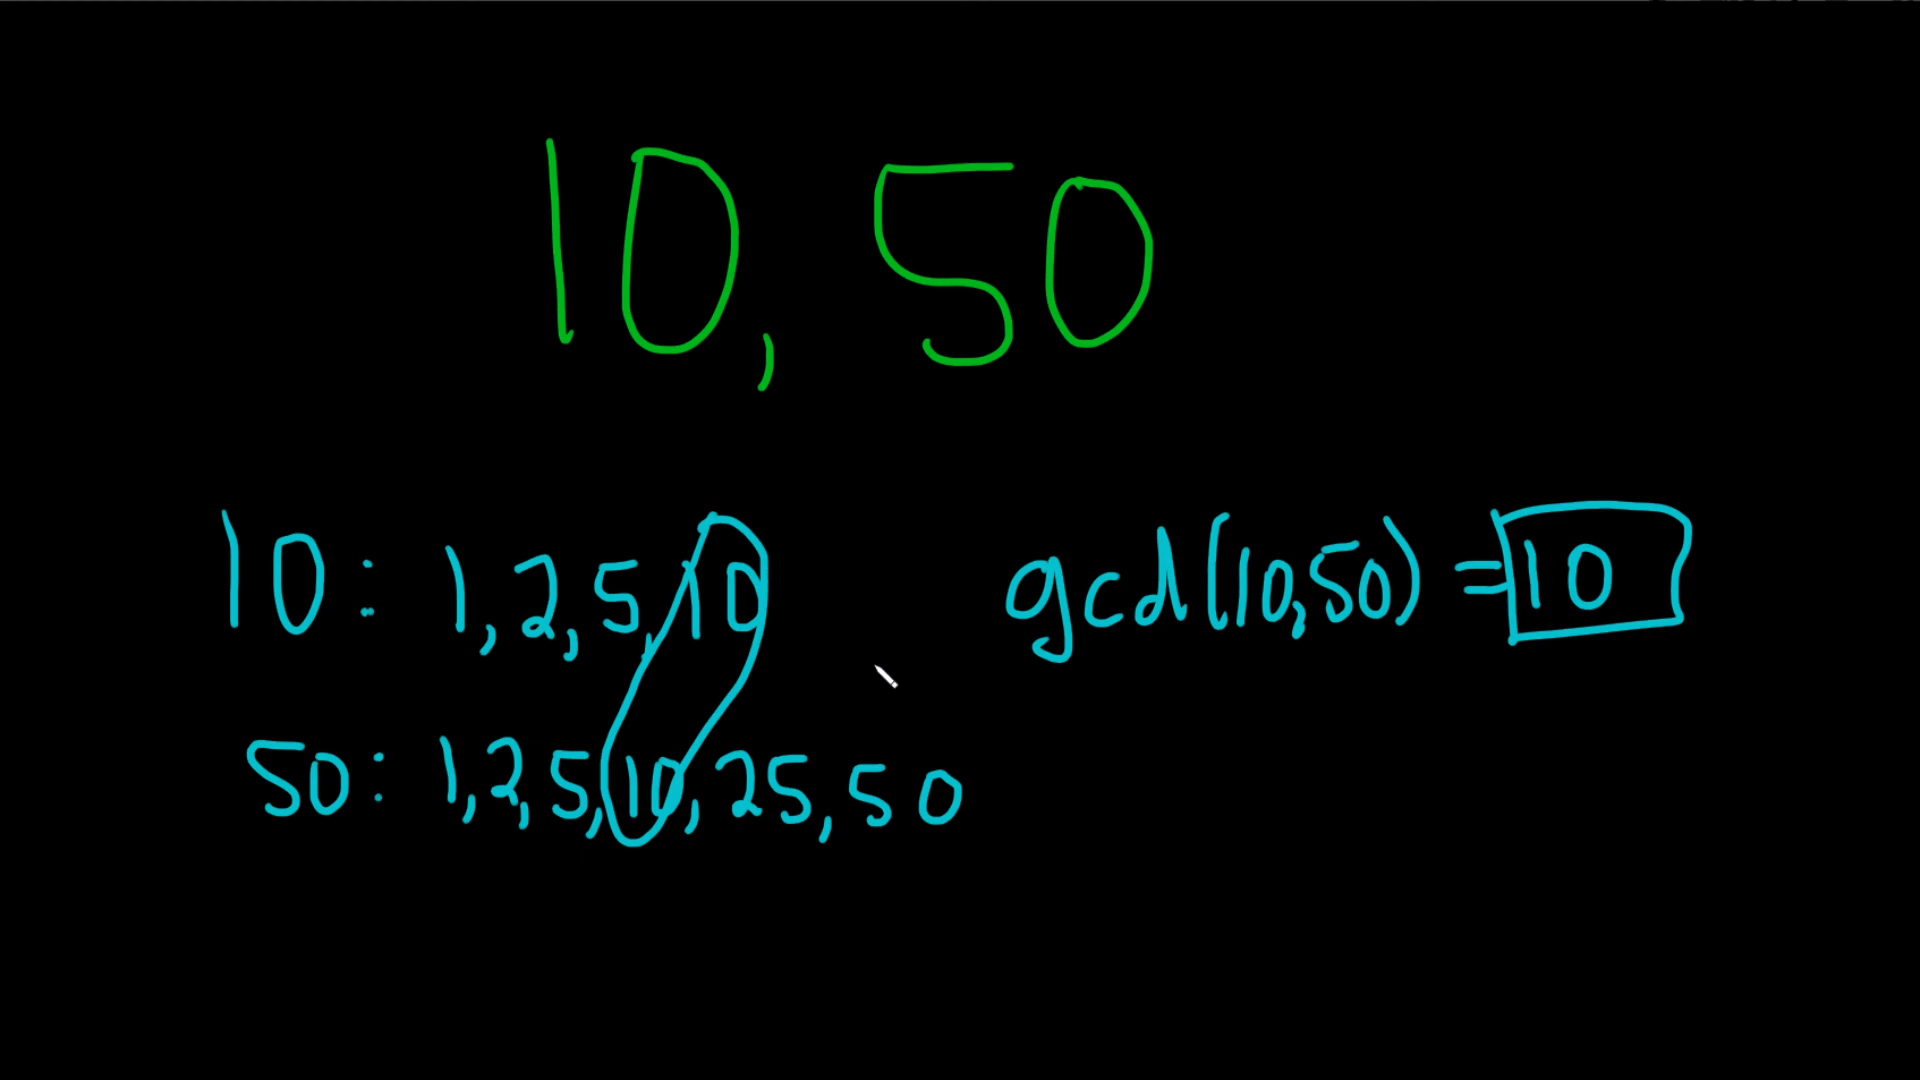 10, 50
10: 1, 2, 5, 10
gcd(10,50) = 10
50: 1, 2, 5, 10, 25, 50